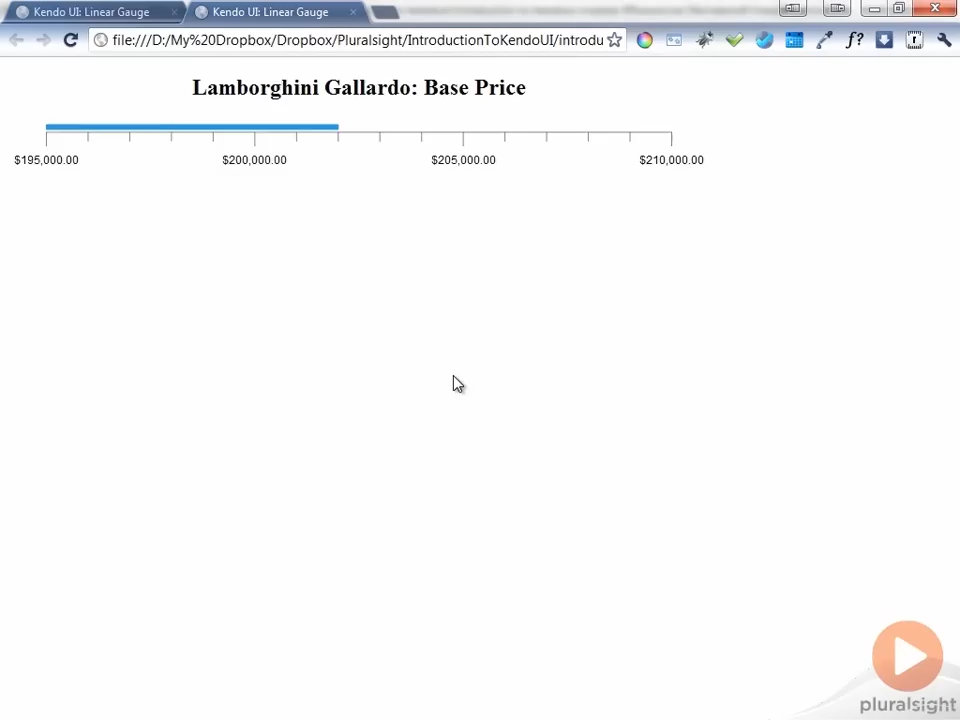 Kendo UI: Linear Gauge
Kendo UI: Linear Gauge
file:///D:/My%20Dropbox/Dropbox/Pluralsight/IntroductionToKendoUI/introdu
f?
Lamborghini Gallardo: Base Price
$195,000.00 $200,000.00 $205,000.00 $210,000.00
pluralsight